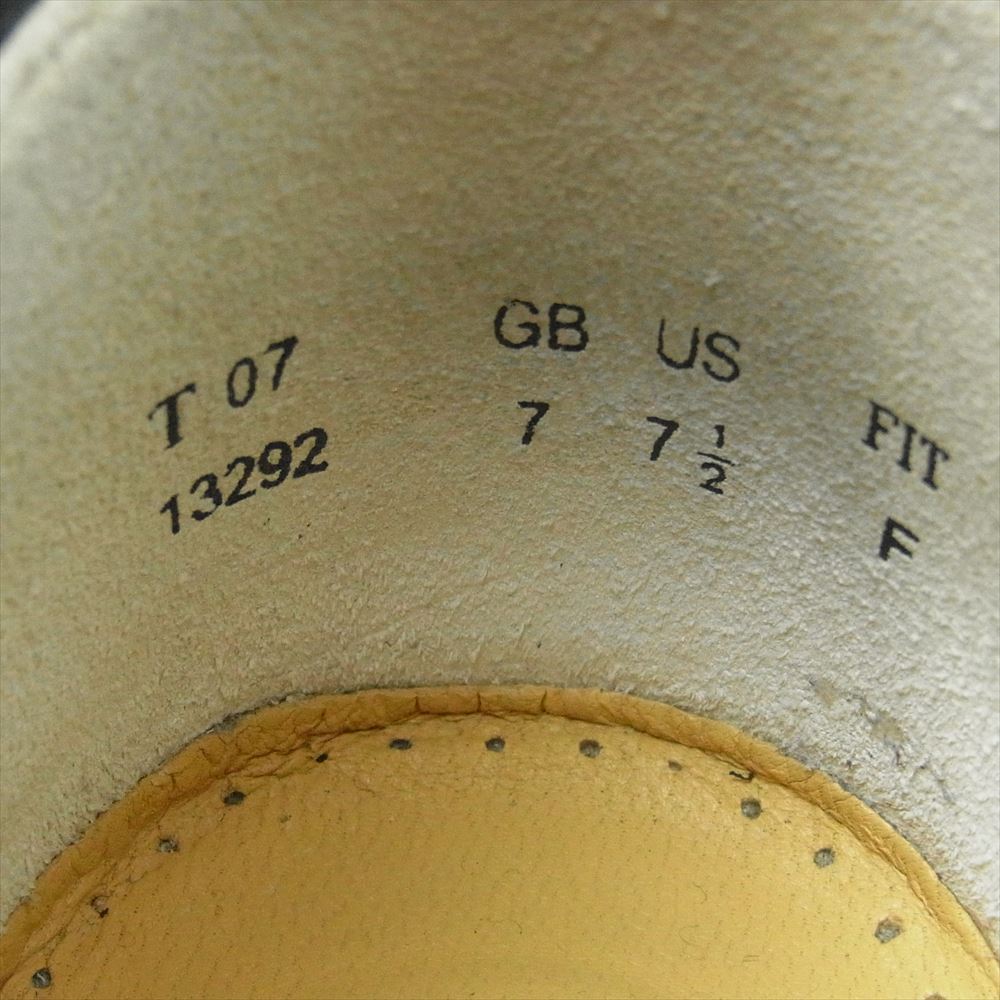 T 07
13292
GB US
7 7 1/2
FIT
F